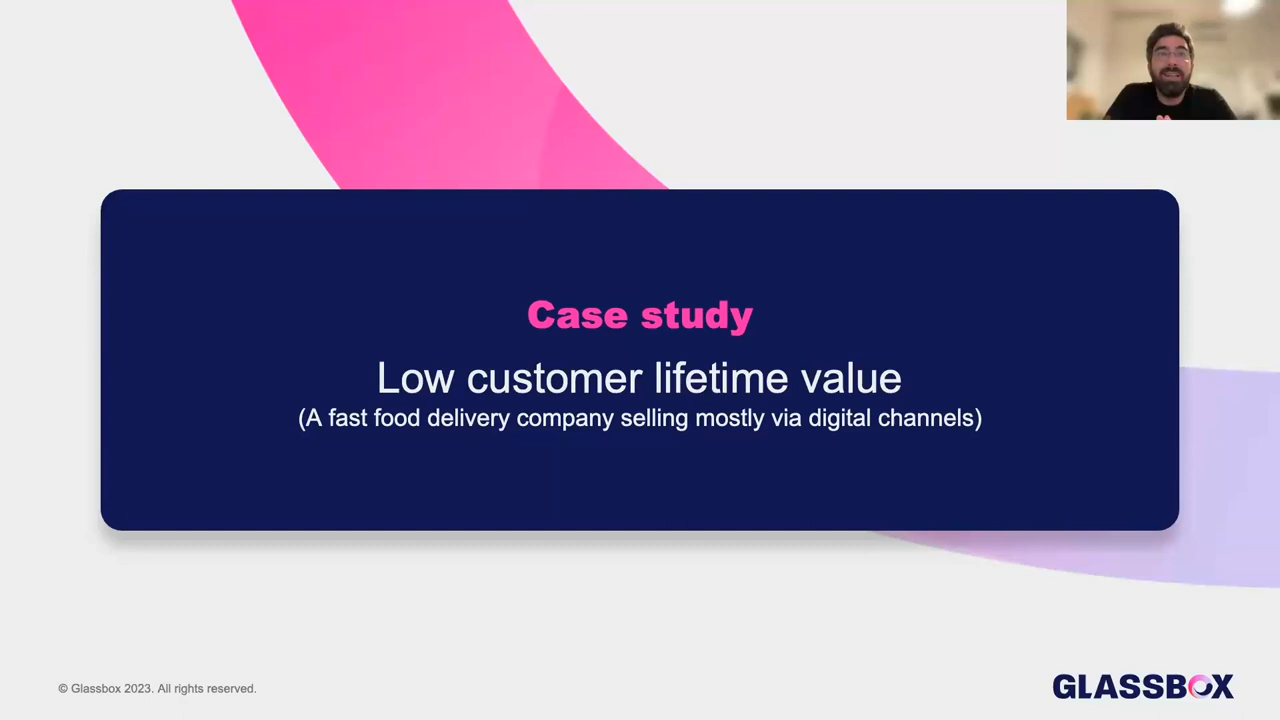 Case study
Low customer lifetime value
(A fast food delivery company selling mostly via digital channels)
© Glassbox 2023. All rights reserved.
GLASSBOX